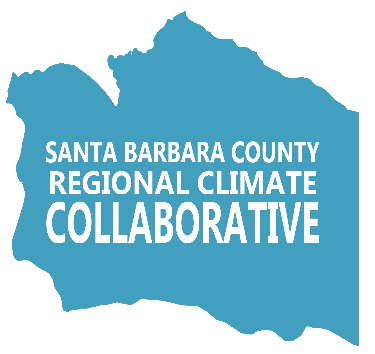 SANTA BARBARA COUNTY
REGIONAL CLIMATE
COLLABORATIVE